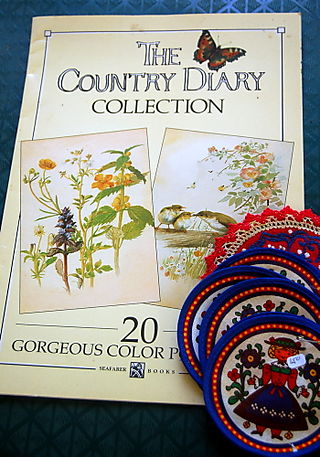 THE
COUNTRY DIARY
COLLECTION
20
GORGEOUS COLOR
SEAFARER BOOKS